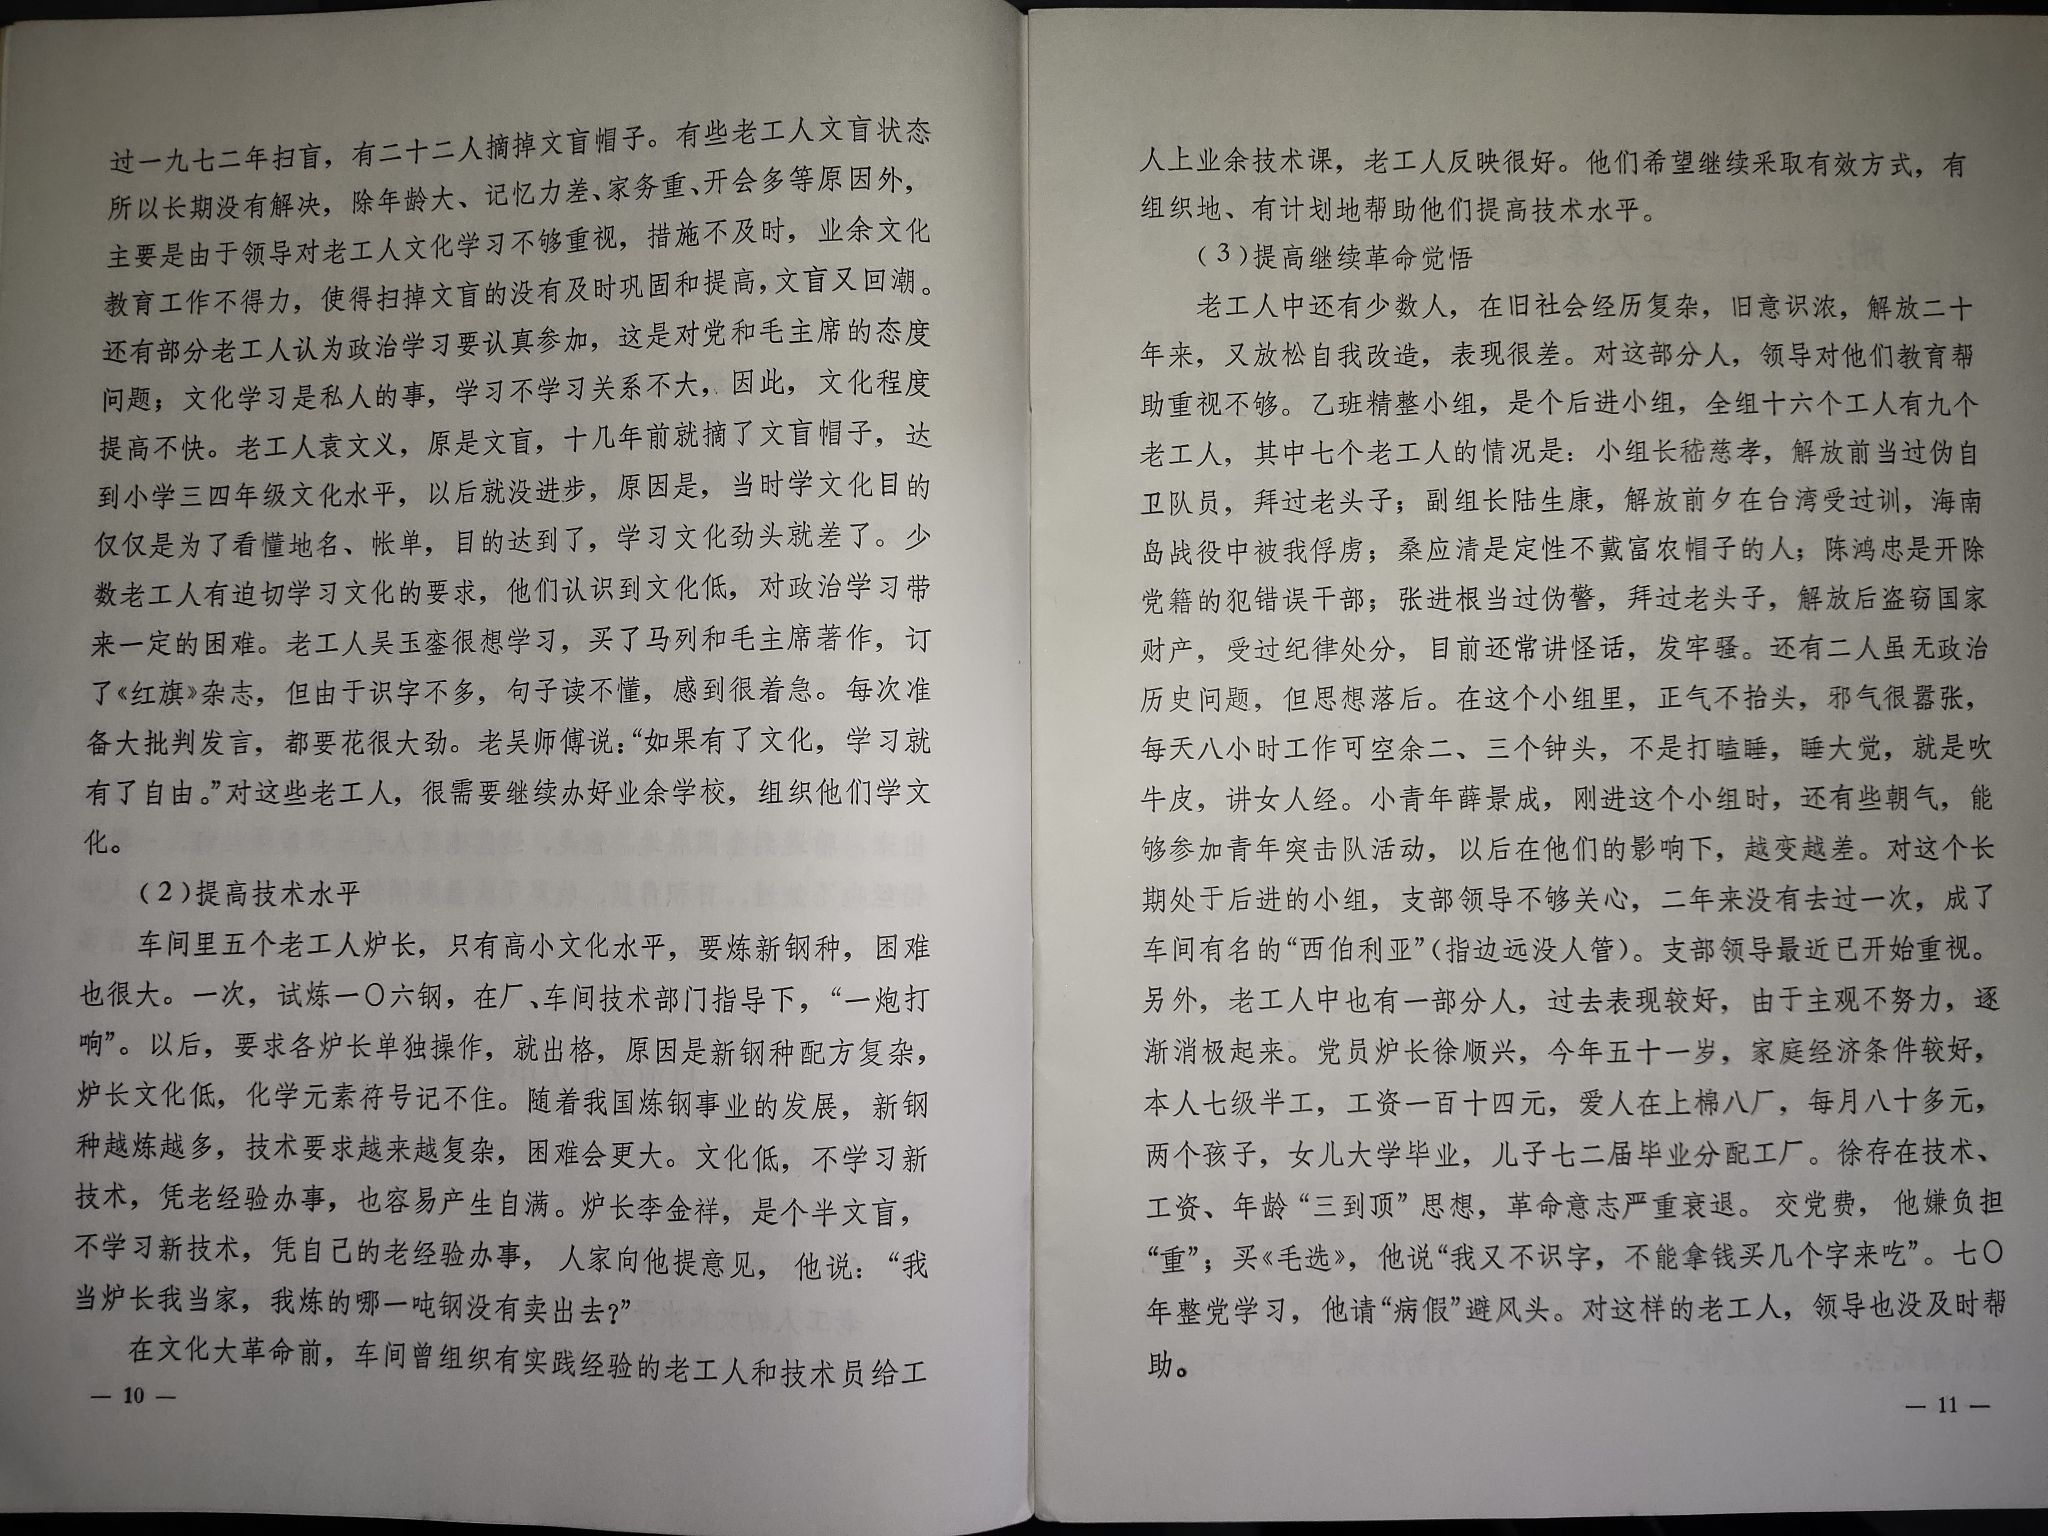 过一九七二年扫盲，有二十二人摘掉文盲帽子。有些老工人文盲状态
所以长期没有解决，除年龄大、记忆力差、家务重、开会多等原因外，
主要是由于领导对老工人文化学习不够重视，措施不及时，业余文化
教育工作不得力，使得扫掉文盲的没有及时巩固和提高，文盲又回潮。
还有部分老工人认为政治学习要认真参加，这是对党和毛主席的态度
问题；文化学习是私人的事，学习不学习关系不大，因此，文化程度
提高不快。老工人袁文义，原是文盲，十几年前就摘了文盲帽子，达
到小学三四年级文化水平，以后就没进步，原因是，当时学文化目的
仅仅是为了看懂地名、帐单，目的达到了，学习文化劲头就差了。少
数老工人有迫切学习文化的要求，他们认识到文化低，对政治学习带
来一定的困难。老工人吴玉銮很想学习，买了马列和毛主席著作，订
了《红旗》杂志，但由于识字不多，句子读不懂，感到很着急。每次准
备大批判发言，都要花很大劲。老吴师傅说：“如果有了文化，学习就
有了自由。”对这些老工人，很需要继续办好业余学校，组织他们学文
化。
（2）提高技术水平
车间里五个老工人炉长，只有高小文化水平，要炼新钢种，困难
也很大。一次，试炼一〇六钢，在厂、车间技术部门指导下，“一炮打
响”。以后，要求各炉长单独操作，就出格，原因是新钢种配方复杂，
炉长文化低，化学元素符号记不住。随着我国炼钢事业的发展，新钢
种越炼越多，技术要求越来越复杂，困难会更大。文化低，不学习新
技术，凭老经验办事，也容易产生自满。炉长李金祥，是个半文盲，
不学习新技术，凭自己的老经验办事，人家向他提意见，他说：“我
当炉长我当家，我炼的哪一吨钢没有卖出去？”
在文化大革命前，车间曾组织有实践经验的老工人和技术员给工
— 10 —
人上业余技术课，老工人反映很好。他们希望继续采取有效方式，有
组织地、有计划地帮助他们提高技术水平。
（3）提高继续革命觉悟
老工人中还有少数人，在旧社会经历复杂，旧意识浓，解放二十
年来，又放松自我改造，表现很差。对这部分人，领导对他们教育帮
助重视不够。乙班精整小组，是个后进小组，全组十六个工人有九个
老工人，其中七个老工人的情况是：小组长嵇慈孝，解放前当过伪自
卫队员，拜过老头子；副组长陆生康，解放前夕在台湾受过训，海南
岛战役中被我俘虏；桑应清是定性不戴富农帽子的人；陈鸿忠是开除
党籍的犯错误干部；张进根当过伪警，拜过老头子，解放后盗窃国家
财产，受过纪律处分，目前还常讲怪话，发牢骚。还有二人虽无政治
历史问题，但思想落后。在这个小组里，正气不抬头，邪气很嚣张，
每天八小时工作可空余二、三个钟头，不是打瞌睡，睡大觉，就是吹
牛皮，讲女人经。小青年薛景成，刚进这个小组时，还有些朝气，能
够参加青年突击队活动，以后在他们的影响下，越变越差。对这个长
期处于后进的小组，支部领导不够关心，二年来没有去过一次，成了
车间有名的“西伯利亚”（指边远没人管）。支部领导最近已开始重视。
另外，老工人中也有一部分人，过去表现较好，由于主观不努力，逐
渐消极起来。党员炉长徐顺兴，今年五十一岁，家庭经济条件较好，
本人七级半工，工资一百十四元，爱人在上棉八厂，每月八十多元，
两个孩子，女儿大学毕业，儿子七二届毕业分配工厂。徐存在技术、
工资、年龄“三到顶”思想，革命意志严重衰退。交党费，他嫌负担
“重”；买《毛选》，他说“我又不识字，不能拿钱买几个字来吃”。七〇
年整党学习，他请“病假”避风头。对这样的老工人，领导也没及时帮
助。
— 11 —